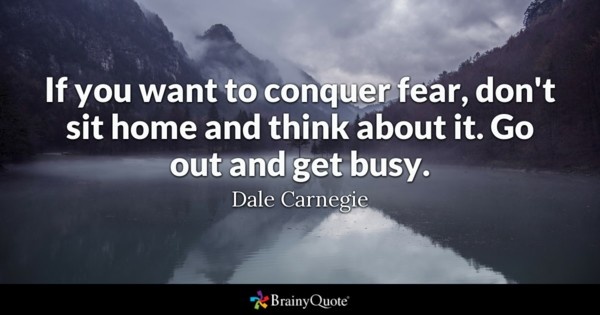 If you want to conquer fear, don't
sit home and think about it. Go
out and get busy.
Dale Carnegie
BrainyQuote